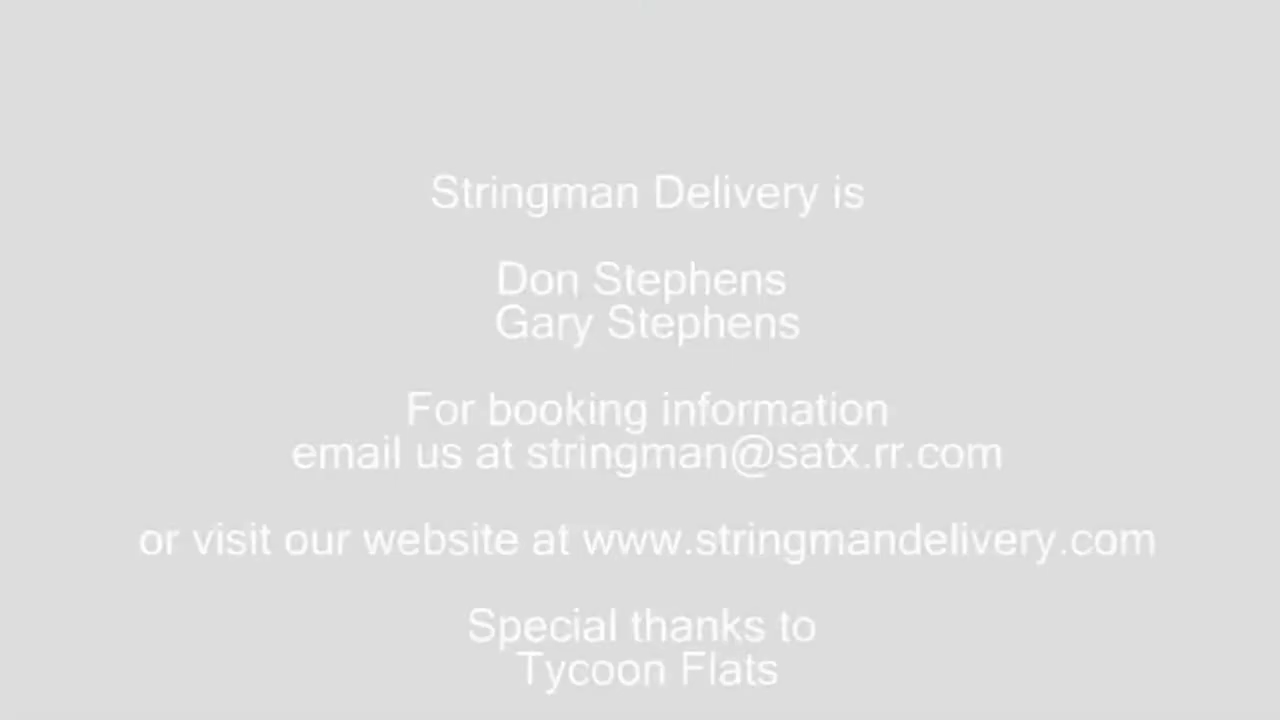 Stringman Delivery is
Don Stephens
Gary Stephens
For booking information
email us at stringman@satx.rr.com
or visit our website at www.stringmandelivery.com
Special thanks to
Tycoon Flats